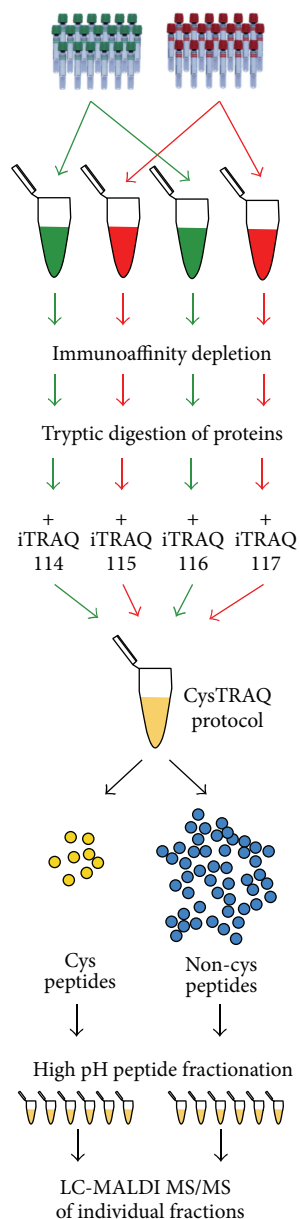 Immunoaffinity depletion
Tryptic digestion of proteins
+ + + +
iTRAQ iTRAQ iTRAQ iTRAQ
114 115 116 117
CysTRAQ
protocol
Cys
peptides
Non-cys
peptides
High pH peptide fractionation
LC-MALDI MS/MS
of individual fractions